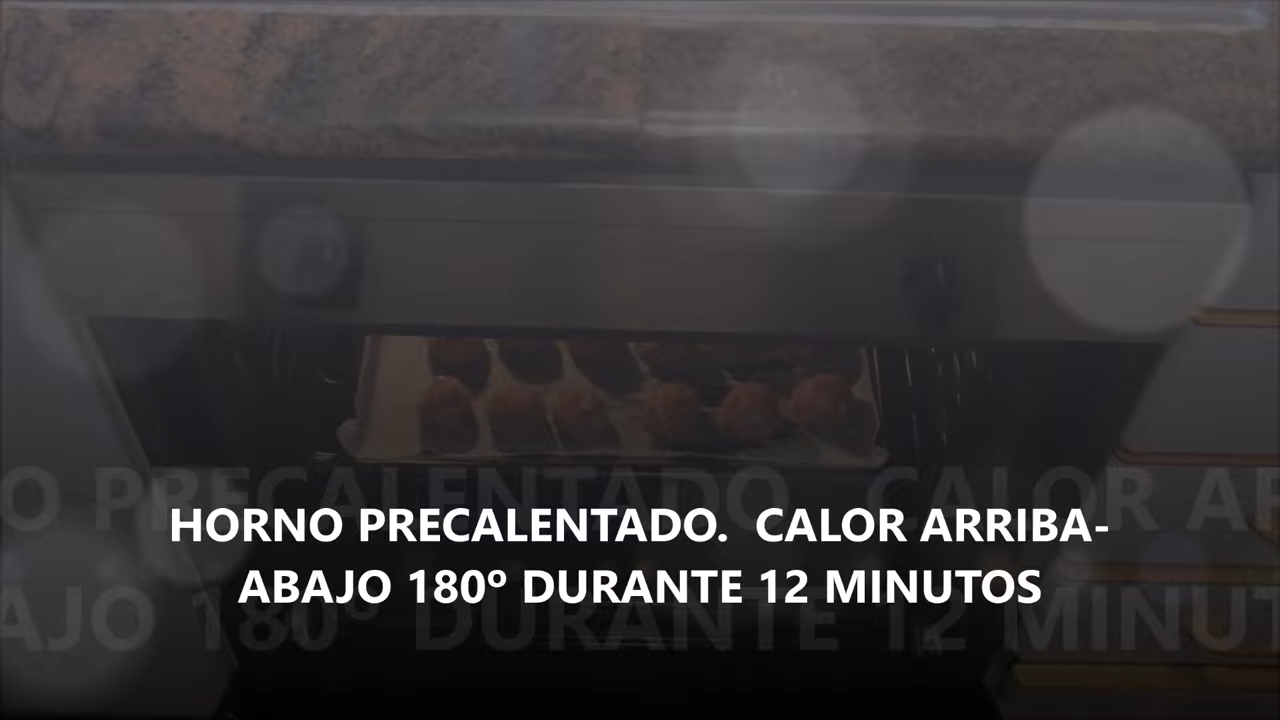 HORNO PRECALENTADO.  CALOR ARRIBA-
ABAJO 180º DURANTE 12 MINUTOS